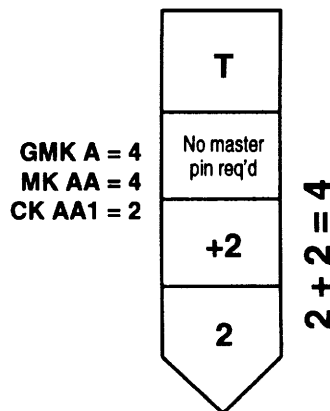 T
GMK A = 4
MK AA = 4
CK AA1 = 2
No master
pin req'd
+2
2
2 + 2 = 4